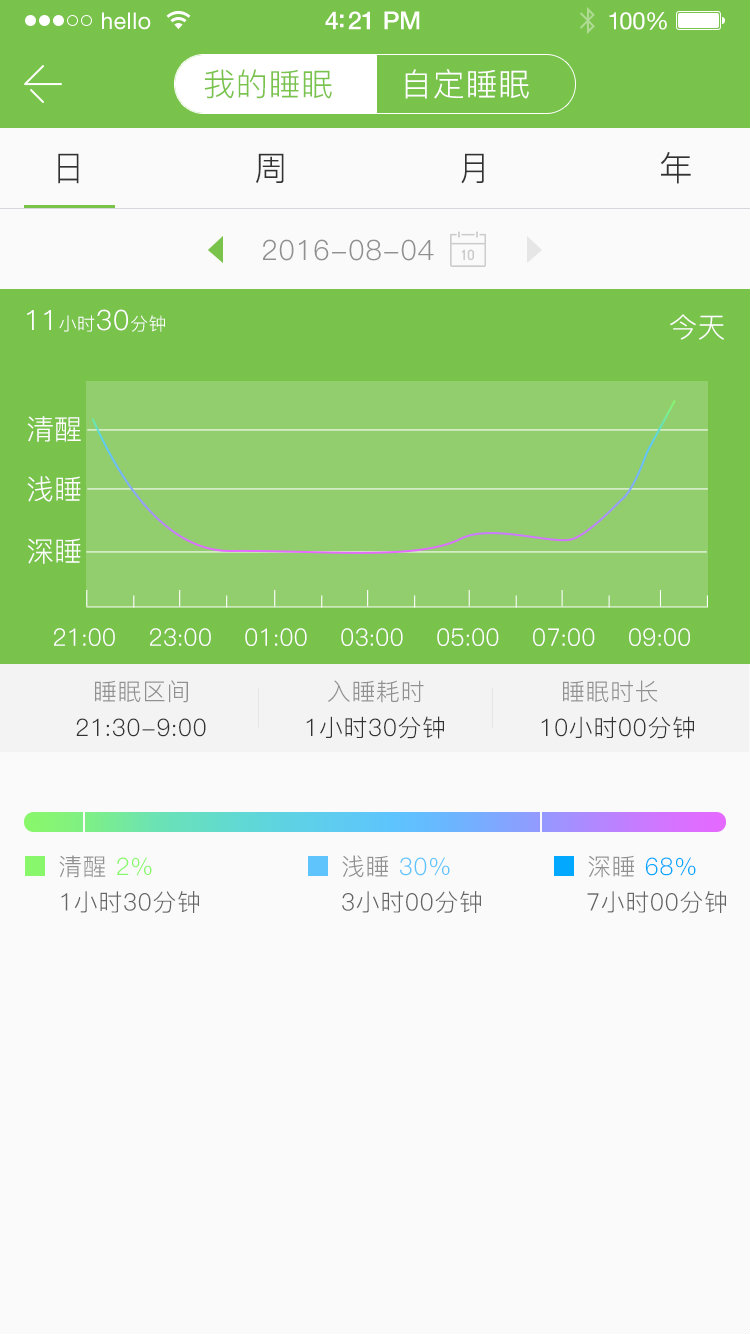 hello 4:21 PM 100%
我的睡眠 自定睡眠
日 周 月 年
2016-08-04 10
11小时30分钟 今天
清醒
浅睡
深睡
21:00 23:00 01:00 03:00 05:00 07:00 09:00
睡眠区间 入睡耗时 睡眠时长
21:30-9:00 1小时30分钟 10小时00分钟
清醒 2% 浅睡 30% 深睡 68%
1小时30分钟 3小时00分钟 7小时00分钟